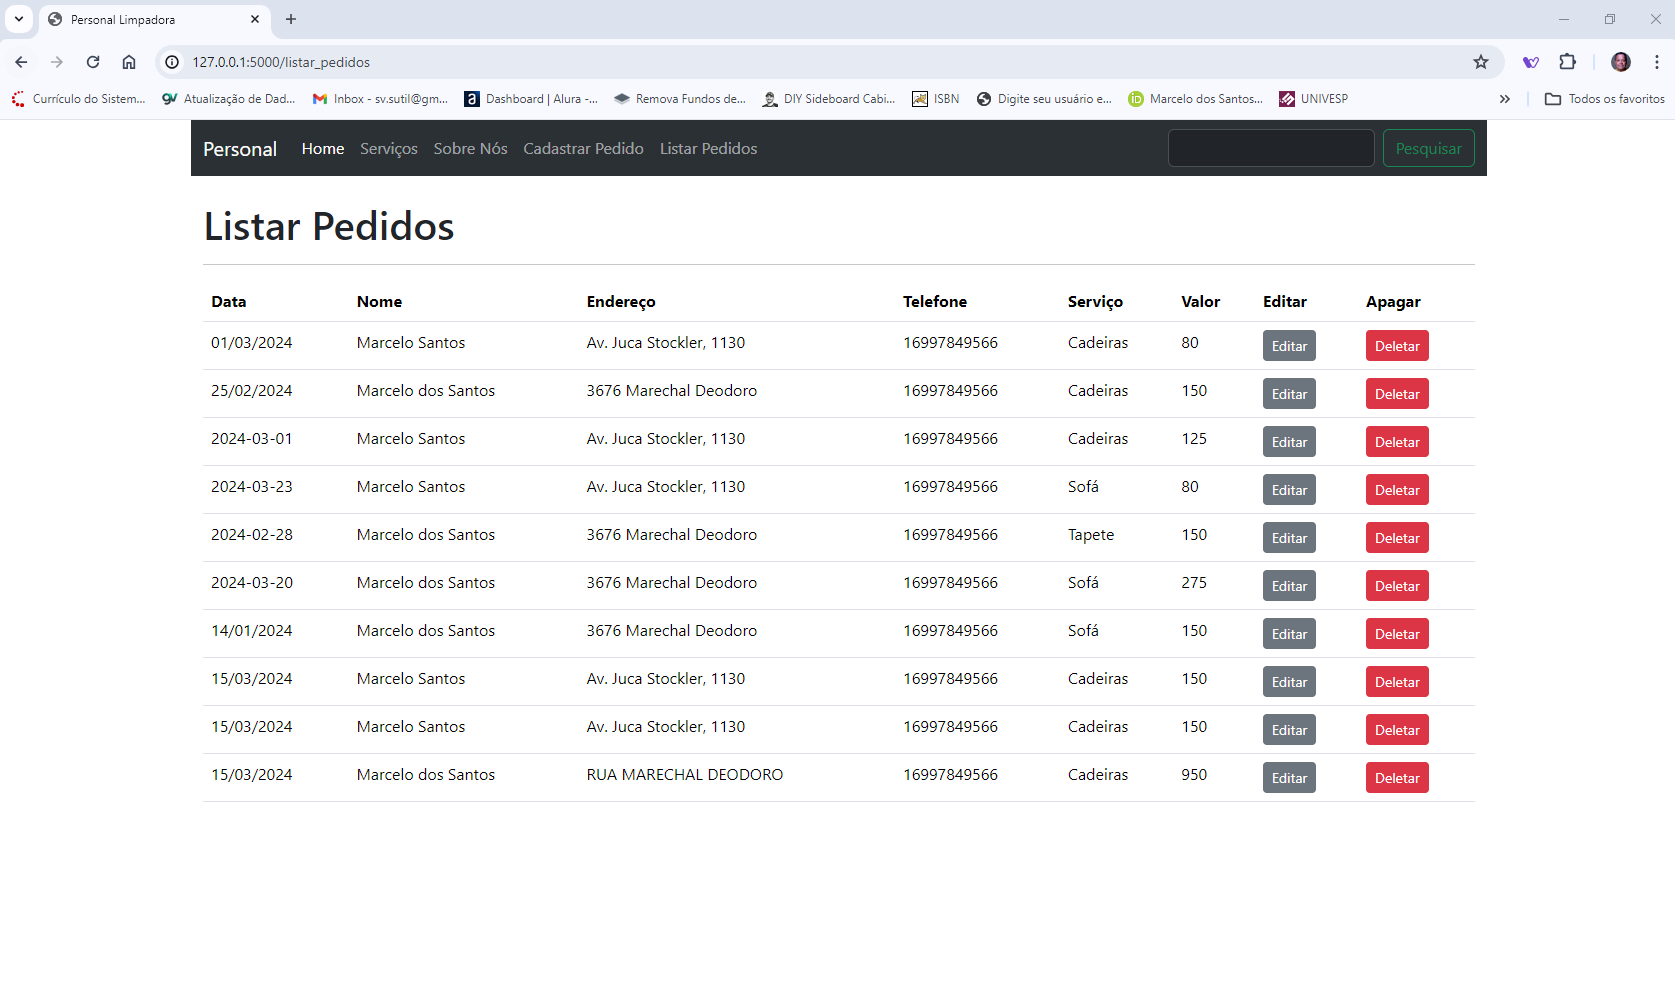 Personal Limpadora
127.0.0.1:5000/listar_pedidos
Currículo do Sistem... Atualização de Dad... Inbox - sv.sutil@gm... Dashboard | Alura -... Remova Fundos de... DIY Sideboard Cabi... ISBN Digite seu usuário e... Marcelo dos Santos... UNIVESP Todos os favoritos
Personal Home Serviços Sobre Nós Cadastrar Pedido Listar Pedidos Pesquisar
Listar Pedidos
Data Nome Endereço Telefone Serviço Valor Editar Apagar
01/03/2024 Marcelo Santos Av. Juca Stockler, 1130 16997849566 Cadeiras 80 Editar Deletar
25/02/2024 Marcelo dos Santos 3676 Marechal Deodoro 16997849566 Cadeiras 150 Editar Deletar
2024-03-01 Marcelo Santos Av. Juca Stockler, 1130 16997849566 Cadeiras 125 Editar Deletar
2024-03-23 Marcelo Santos Av. Juca Stockler, 1130 16997849566 Sofá 80 Editar Deletar
2024-02-28 Marcelo dos Santos 3676 Marechal Deodoro 16997849566 Tapete 150 Editar Deletar
2024-03-20 Marcelo dos Santos 3676 Marechal Deodoro 16997849566 Sofá 275 Editar Deletar
14/01/2024 Marcelo dos Santos 3676 Marechal Deodoro 16997849566 Sofá 150 Editar Deletar
15/03/2024 Marcelo Santos Av. Juca Stockler, 1130 16997849566 Cadeiras 150 Editar Deletar
15/03/2024 Marcelo Santos Av. Juca Stockler, 1130 16997849566 Cadeiras 150 Editar Deletar
15/03/2024 Marcelo dos Santos RUA MARECHAL DEODORO 16997849566 Cadeiras 950 Editar Deletar